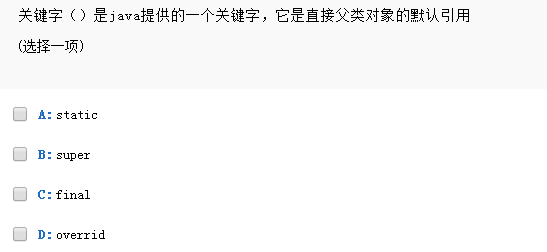 关键字（）是java提供的一个关键字，它是直接父类对象的默认引用
(选择一项)
A:static
B:super
C:final
D:overrid